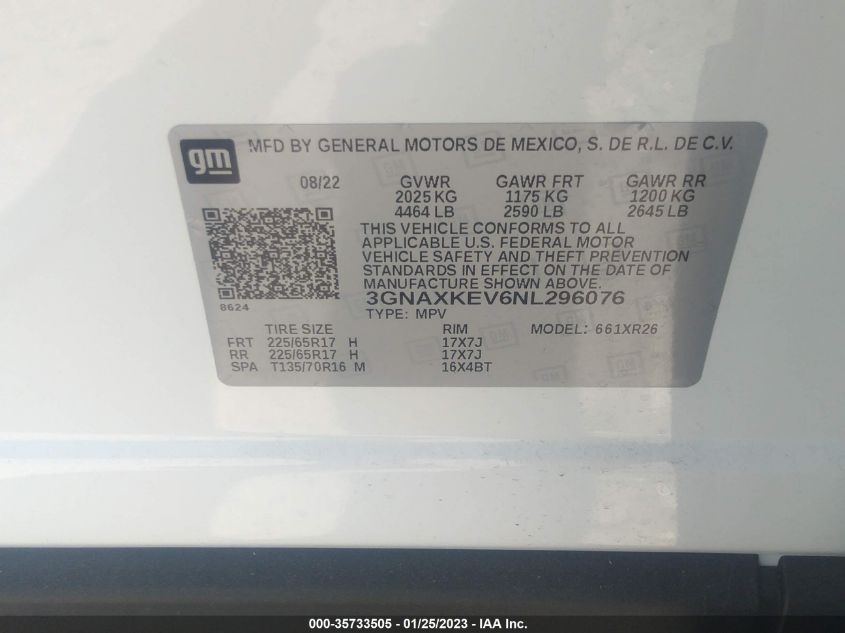 gm MFD BY GENERAL MOTORS DE MEXICO, S. DE R.L. DE C.V.
08/22 GVWR GAWR FRT GAWR RR
2025 KG 1175 KG 1200 KG
4464 LB 2590 LB 2645 LB
THIS VEHICLE CONFORMS TO ALL
APPLICABLE U.S. FEDERAL MOTOR
VEHICLE SAFETY AND THEFT PREVENTION
STANDARDS IN EFFECT ON THE DATE OF
MANUFACTURE SHOWN ABOVE.
8624
3GNAXKEV6NL296076
TYPE: MPV
TIRE SIZE RIM MODEL: 661XR26
FRT 225/65R17 H 17X7J
RR 225/65R17 H 17X7J
SPA T135/70R16 M 16X4BT
000-35733505 - 01/25/2023 - IAA Inc.